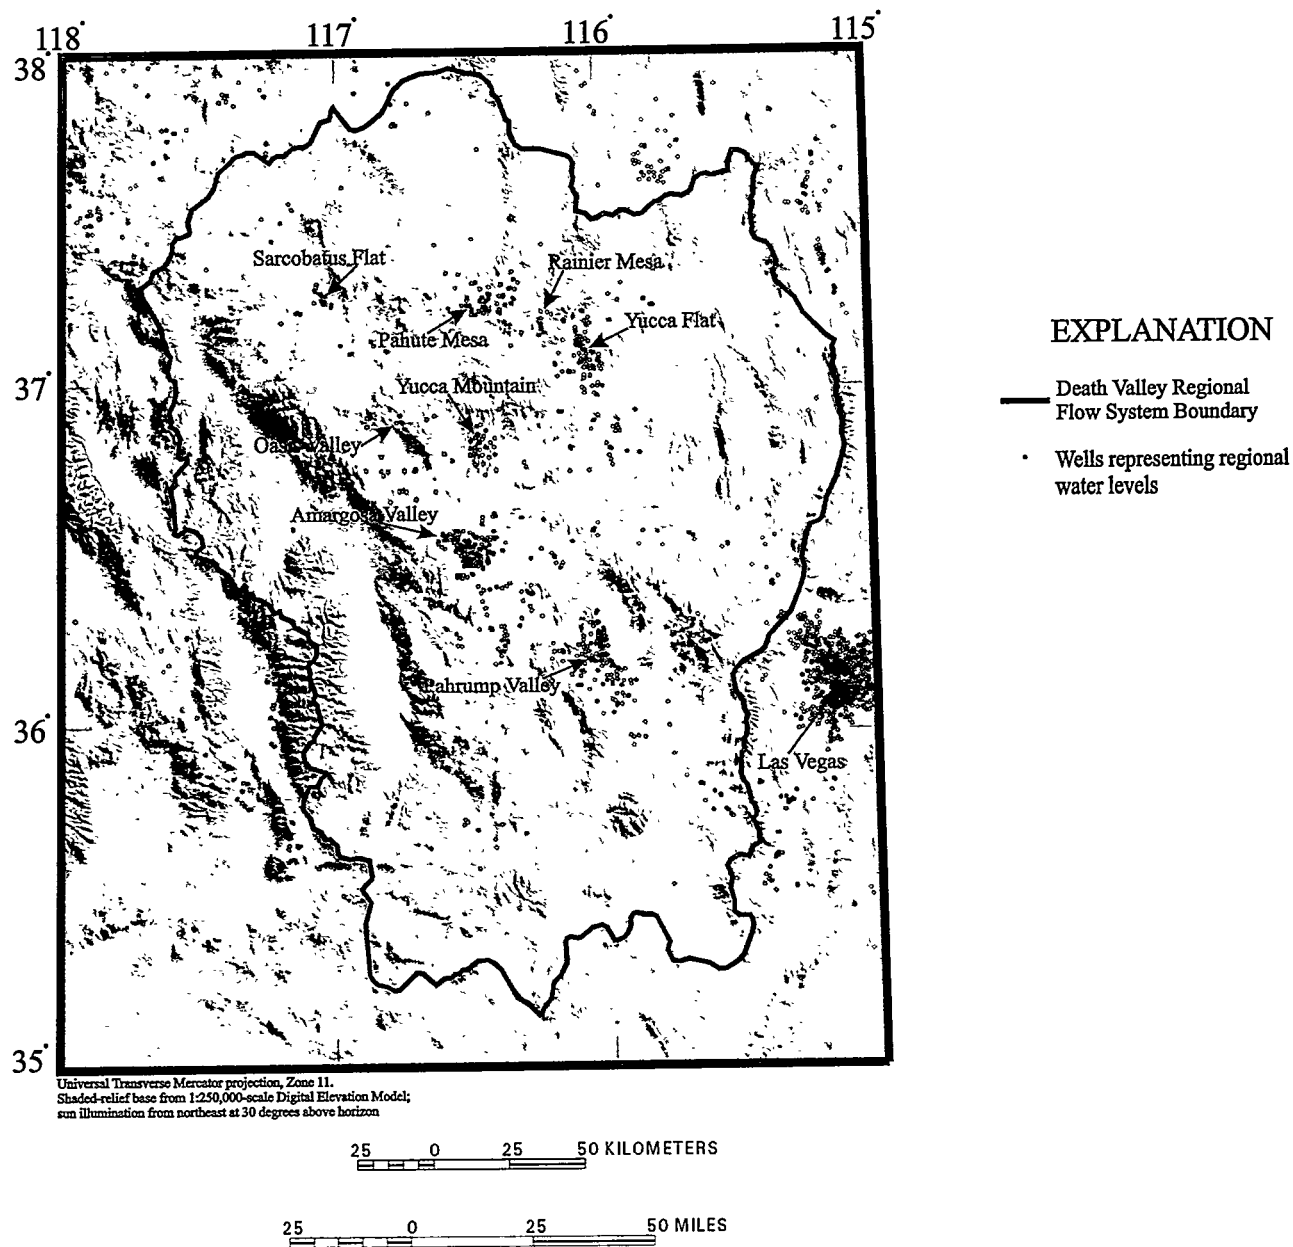 118°
117°
116°
115°
38°
Sarcobatus Flat
Rainier Mesa
Yucca Flat
Pahute Mesa
37°
Yucca Mountain
Oasis Valley
Amargosa Valley
Pahrump Valley
36°
Las Vegas
35°
EXPLANATION
Death Valley Regional
Flow System Boundary
Wells representing regional
water levels
Universal Transverse Mercator projection, Zone 11.
Shaded-relief base from 1:250,000-scale Digital Elevation Model;
sun illumination from northeast at 30 degrees above horizon
25 0 25 50 KILOMETERS
25 0 25 50 MILES